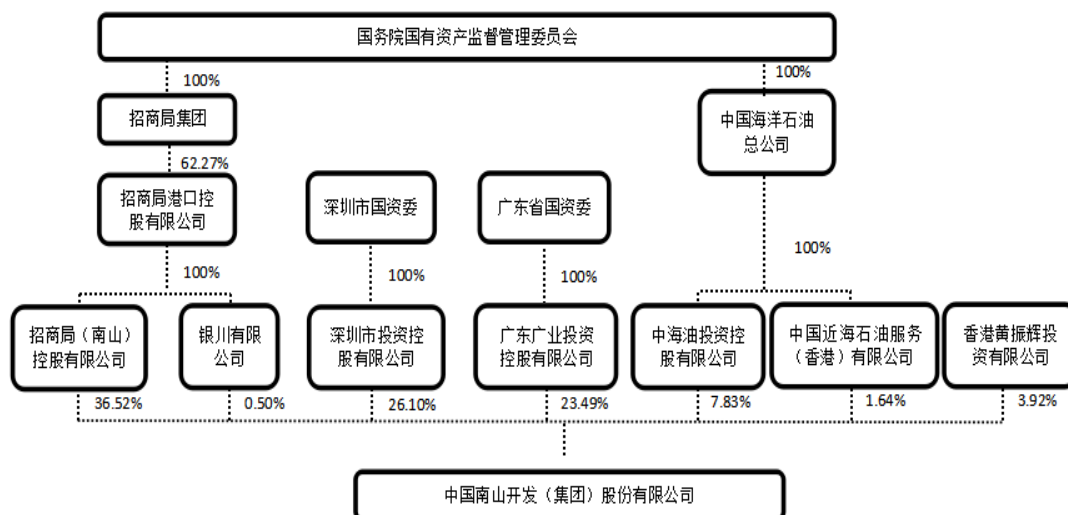 国务院国有资产监督管理委员会
100%
100%
招商局集团
中国海洋石油
总公司
62.27%
招商局港口控
股有限公司
深圳市国资委
广东省国资委
100%
100%
100%
100%
招商局（南山）
控股有限公司
银川有限
公司
深圳市投资控
股有限公司
广东广业投资
控股有限公司
中海油投资控
股有限公司
中国近海石油服务
（香港）有限公司
香港黄振辉投
资有限公司
36.52%
0.50%
26.10%
23.49%
7.83%
1.64%
3.92%
中国南山开发（集团）股份有限公司